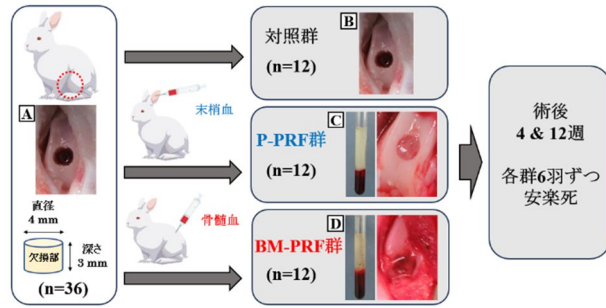 A
直径
4 mm
欠損部
深さ
3 mm
(n=36)
末梢血
骨髄血
対照群
(n=12)
B
P-PRF群
(n=12)
C
BM-PRF群
(n=12)
D
術後
4 & 12週
各群6羽ずつ
安楽死